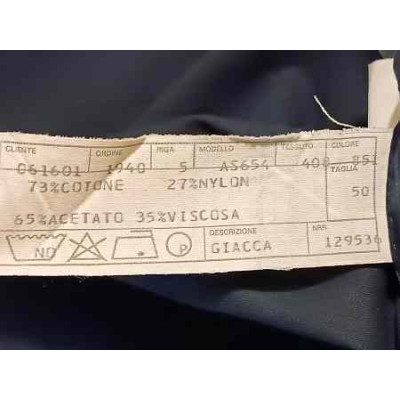 CLIENTE ORDINE RIGA MODELLO TESSUTO COLORE
061601 1940 S AS654 408 851
73%COTONE 27%NYLON TAGLIA
50
65%ACETATO 35%VISCOSA
NO P DESCRIZIONE NRR
GIACCA 129536